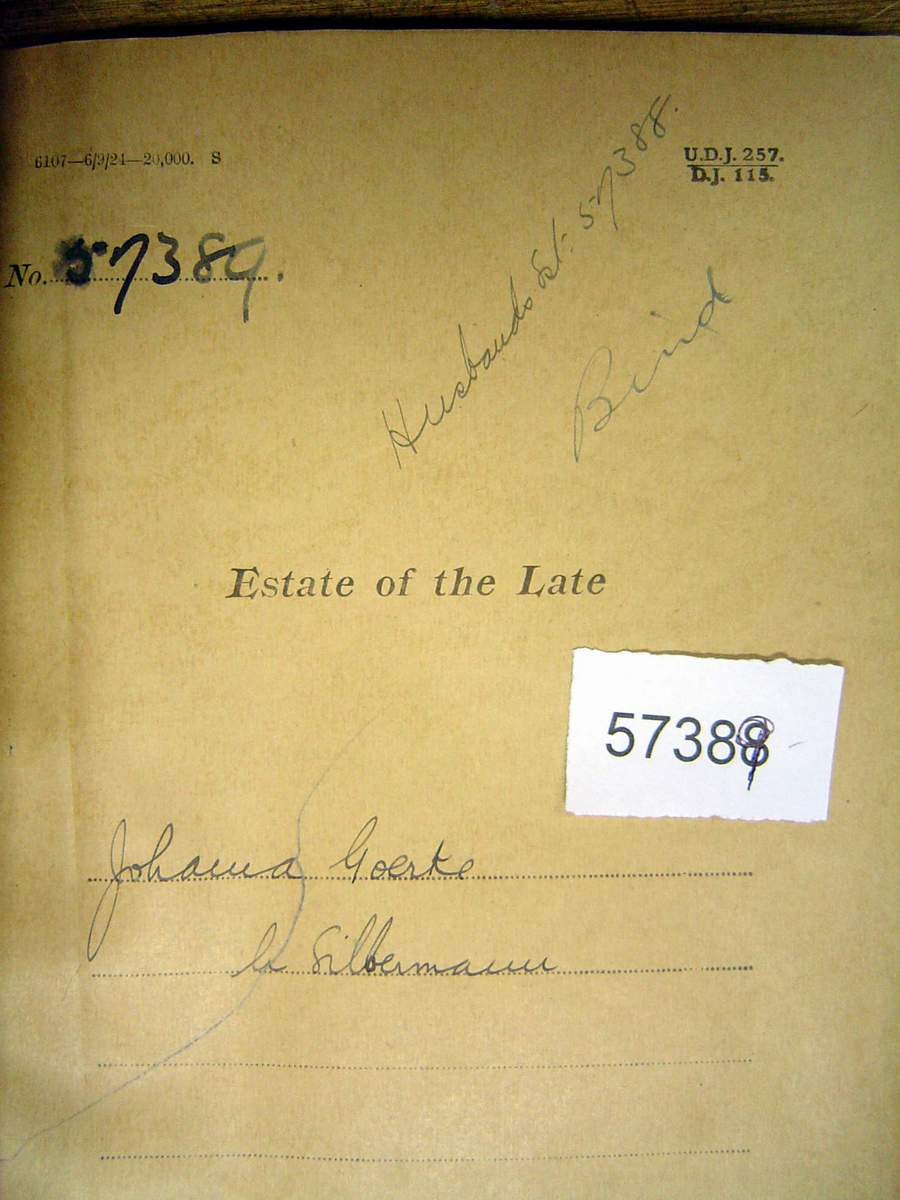 6107—6/9/24—20,000. S
U.D.J. 257.
D.J. 115.
Husbands Est. 57388.
No. 57389.
Bind
Estate of the Late
57389
Johanna Goerke
b Silbermann